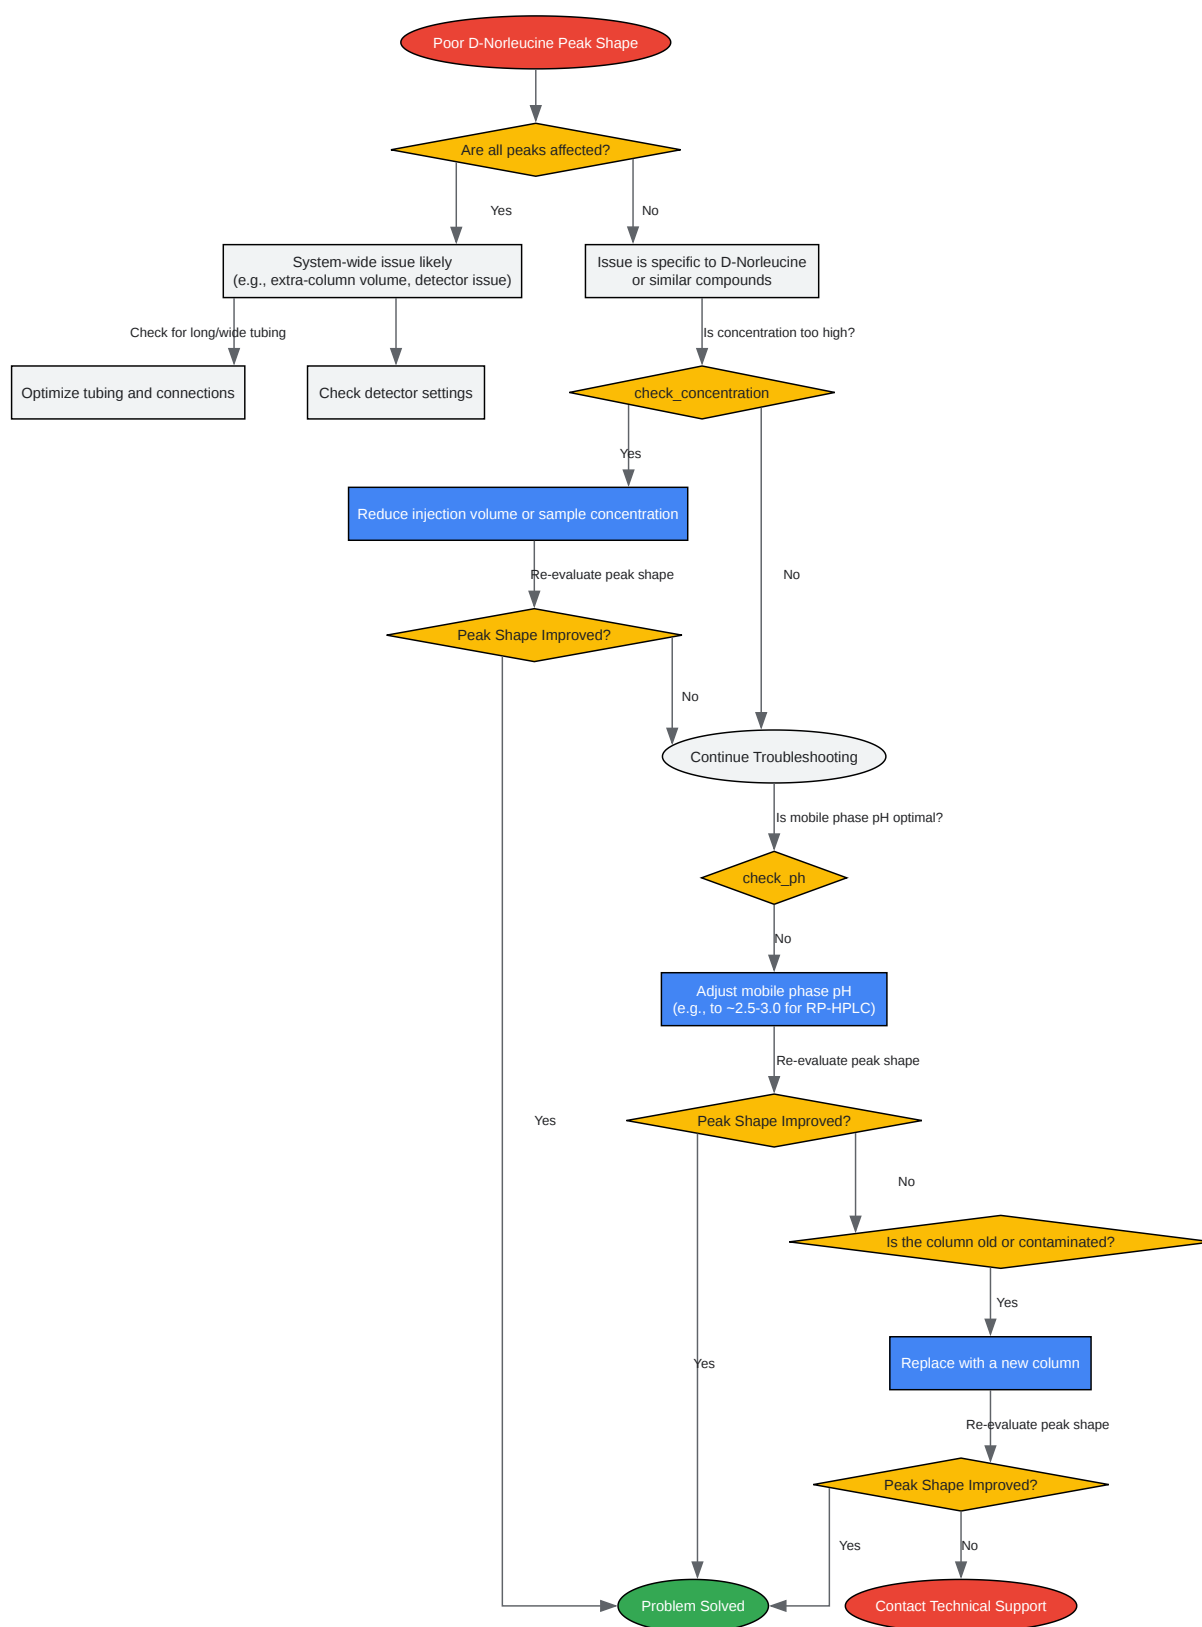 Poor D-Norleucine Peak Shape
Are all peaks affected?
Yes
No
System-wide issue likely
(e.g., extra-column volume, detector issue)
Issue is specific to D-Norleucine
or similar compounds
Check for long/wide tubing
Is concentration too high?
Optimize tubing and connections
Check detector settings
check_concentration
Yes
Reduce injection volume or sample concentration
Re-evaluate peak shape
No
Peak Shape Improved?
No
Continue Troubleshooting
Is mobile phase pH optimal?
check_ph
No
Adjust mobile phase pH
(e.g., to ~2.5-3.0 for RP-HPLC)
Re-evaluate peak shape
Yes
Peak Shape Improved?
No
Is the column old or contaminated?
Yes
Yes
Replace with a new column
Re-evaluate peak shape
Peak Shape Improved?
Yes
No
Problem Solved
Contact Technical Support